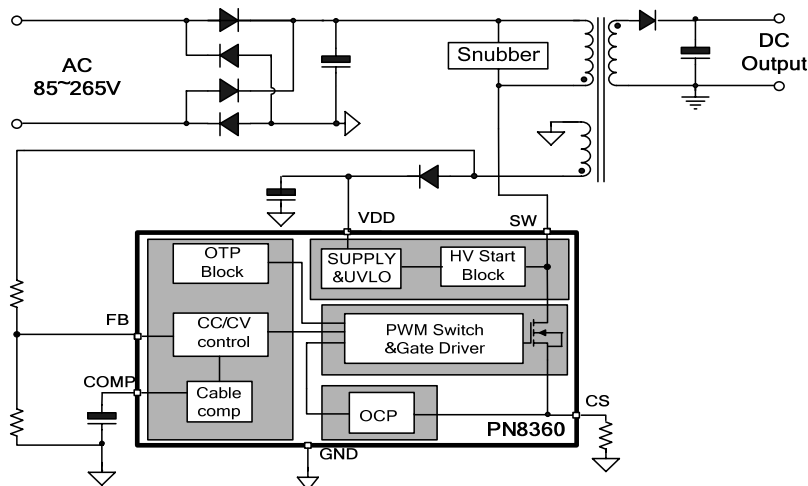 AC
85~265V
Snubber
DC
Output
VDD
SW
OTP
Block
SUPPLY
&UVLO
HV Start
Block
FB
CC/CV
control
PWM Switch
&Gate Driver
COMP
Cable
comp
OCP
CS
PN8360
GND